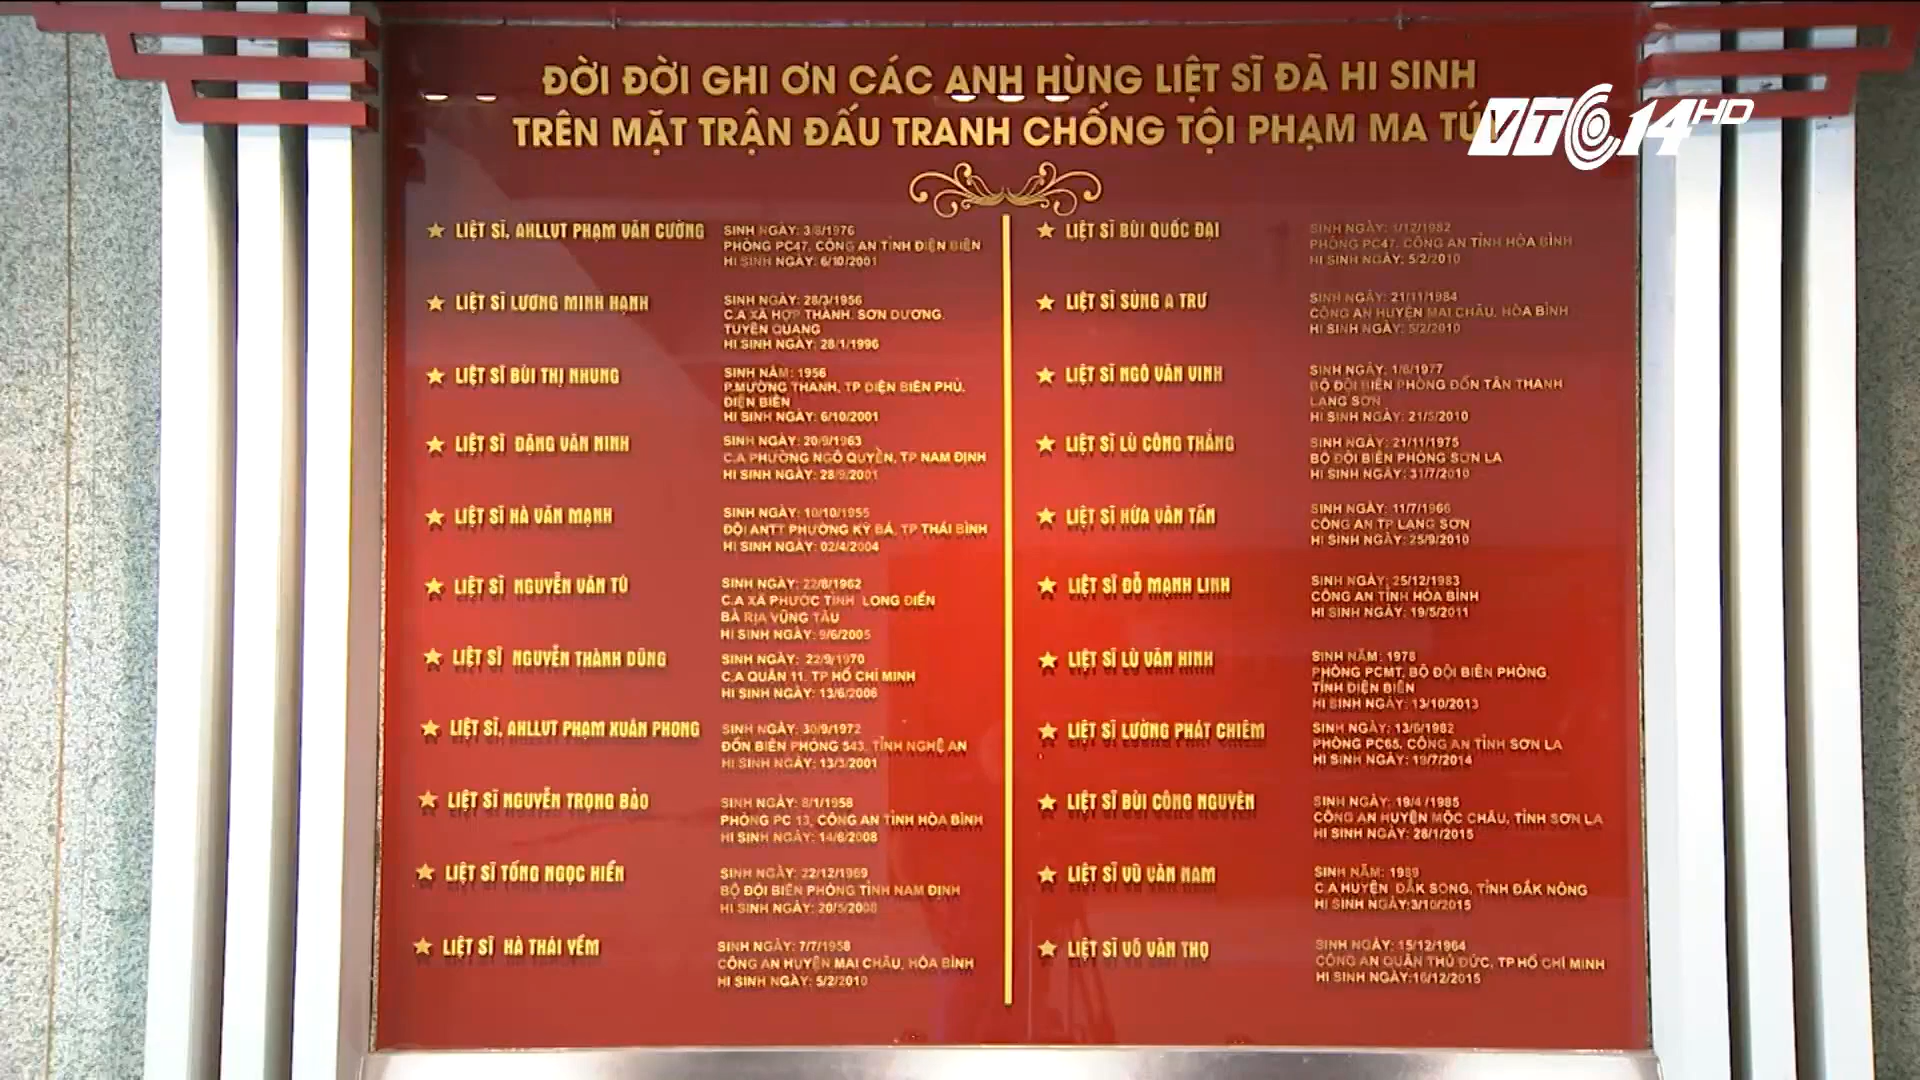 ĐỜI ĐỜI GHI ƠN CÁC ANH HÙNG LIỆT SĨ ĐÃ HI SINH
TRÊN MẶT TRẬN ĐẤU TRANH CHỐNG TỘI PHẠM MA TÚY
VTC14HD
LIỆT SĨ, AHLLVT PHẠM VĂN CƯỜNG
SINH NGÀY: 3/8/1976
PHÒNG PC47, CÔNG AN TỈNH ĐIỆN BIÊN
HI SINH NGÀY: 6/10/2001
LIỆT SĨ LƯƠNG MINH HẠNH
SINH NGÀY: 28/3/1956
C.A XÃ HỢP THÀNH, SƠN DƯƠNG,
TUYÊN QUANG
HI SINH NGÀY: 28/1/1996
LIỆT SĨ BÙI THỊ NHUNG
SINH NĂM: 1956
P.MƯỜNG THANH, TP ĐIỆN BIÊN PHỦ,
ĐIỆN BIÊN
HI SINH NGÀY: 6/10/2001
LIỆT SĨ ĐẶNG VĂN NINH
SINH NGÀY: 20/9/1963
C.A PHƯỜNG NGÔ QUYỀN, TP NAM ĐỊNH
HI SINH NGÀY: 28/9/2001
LIỆT SĨ HÀ VĂN MẠNH
SINH NGÀY: 10/10/1955
ĐỘI ANTT PHƯỜNG KỲ BÁ, TP THÁI BÌNH
HI SINH NGÀY: 02/4/2004
LIỆT SĨ NGUYỄN VĂN TÚ
SINH NGÀY: 22/8/1962
C.A XÃ PHƯỚC TỈNH LONG ĐIỀN
BÀ RỊA VŨNG TÀU
HI SINH NGÀY: 9/6/2005
LIỆT SĨ NGUYỄN THÀNH DŨNG
SINH NGÀY: 22/9/1970
C.A QUẬN 11, TP HỒ CHÍ MINH
HI SINH NGÀY: 13/6/2006
LIỆT SĨ, AHLLVT PHẠM XUÂN PHONG
SINH NGÀY: 30/9/1972
ĐỒN BIÊN PHÒNG 543, TỈNH NGHỆ AN
HI SINH NGÀY: 13/3/2001
LIỆT SĨ NGUYỄN TRỌNG BẢO
SINH NGÀY: 8/1/1958
PHÒNG PC 13, CÔNG AN TỈNH HÒA BÌNH
HI SINH NGÀY: 14/6/2008
LIỆT SĨ TỐNG NGỌC HIỂN
SINH NGÀY: 22/12/1969
BỘ ĐỘI BIÊN PHÒNG TỈNH NAM ĐỊNH
HI SINH NGÀY: 20/5/2008
LIỆT SĨ HÀ THÁI YỂM
SINH NGÀY: 7/7/1958
CÔNG AN HUYỆN MAI CHÂU, HÒA BÌNH
HI SINH NGÀY: 5/2/2010
LIỆT SĨ BÙI QUỐC ĐẠI
SINH NGÀY: 1/12/1982
PHÒNG PC47, CÔNG AN TỈNH HÒA BÌNH
HI SINH NGÀY: 5/2/2010
LIỆT SĨ SÙNG A TRƯ
SINH NGÀY: 21/11/1984
CÔNG AN HUYỆN MAI CHÂU, HÒA BÌNH
HI SINH NGÀY: 5/2/2010
LIỆT SĨ NGÔ VĂN VINH
SINH NGÀY: 1/6/1977
BỘ ĐỘI BIÊN PHÒNG ĐỒN TÂN THANH
LẠNG SƠN
HI SINH NGÀY: 21/5/2010
LIỆT SĨ LÙ CÔNG THẮNG
SINH NGÀY: 21/11/1975
BỘ ĐỘI BIÊN PHÒNG SƠN LA
HI SINH NGÀY: 31/7/2010
LIỆT SĨ HỨA VĂN TẤN
SINH NGÀY: 11/7/1966
CÔNG AN TP LẠNG SƠN
HI SINH NGÀY: 25/9/2010
LIỆT SĨ ĐỖ MẠNH LINH
SINH NGÀY: 25/12/1983
CÔNG AN TỈNH HÒA BÌNH
HI SINH NGÀY: 19/5/2011
LIỆT SĨ LÙ VĂN HINH
SINH NĂM: 1978
PHÒNG PCMT, BỘ ĐỘI BIÊN PHÒNG
TỈNH ĐIỆN BIÊN
HI SINH NGÀY: 13/10/2013
LIỆT SĨ LƯỜNG PHÁT CHIÊM
SINH NGÀY: 13/6/1982
PHÒNG PC65, CÔNG AN TỈNH SƠN LA
HI SINH NGÀY: 19/7/2014
LIỆT SĨ BÙI CÔNG NGUYÊN
SINH NGÀY: 19/4/1985
CÔNG AN HUYỆN MỘC CHÂU, TỈNH SƠN LA
HI SINH NGÀY: 28/1/2015
LIỆT SĨ VŨ VĂN NAM
SINH NĂM: 1989
C.A HUYỆN ĐẮK SONG, TỈNH ĐẮK NÔNG
HI SINH NGÀY:3/10/2015
LIỆT SĨ VÕ VĂN THỌ
SINH NGÀY: 15/12/1964
CÔNG AN QUẬN THỦ ĐỨC, TP HỒ CHÍ MINH
HI SINH NGÀY:16/12/2015